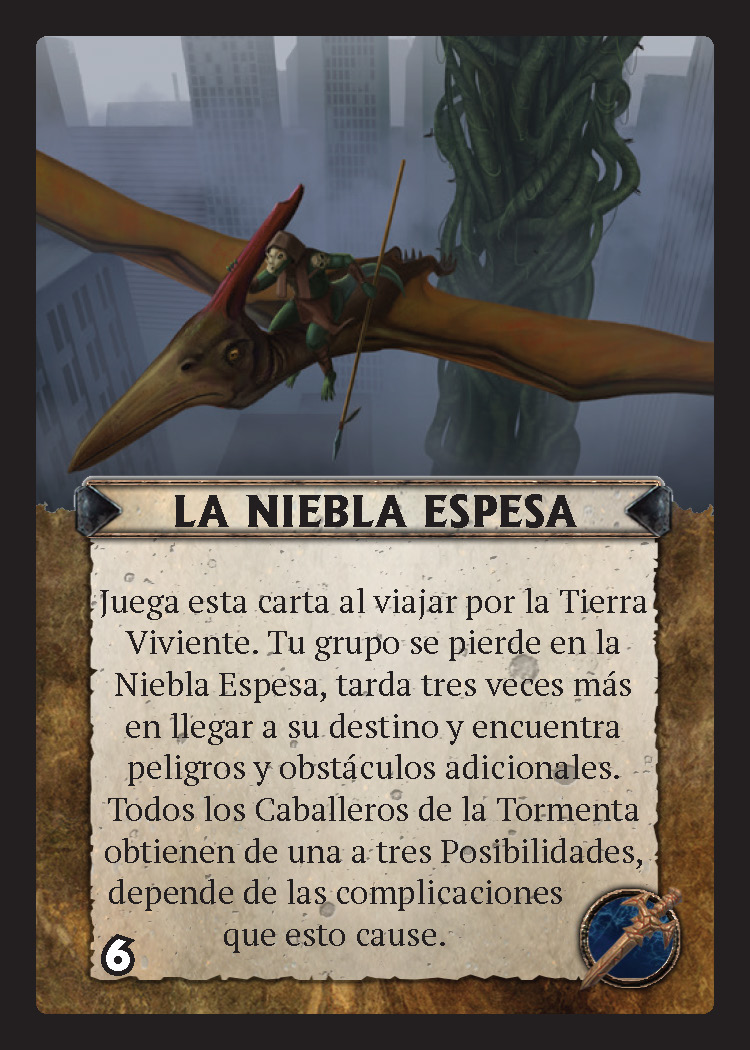 LA NIEBLA ESPESA
Juega esta carta al viajar por la Tierra
Viviente. Tu grupo se pierde en la
Niebla Espesa, tarda tres veces más
en llegar a su destino y encuentra
peligros y obstáculos adicionales.
Todos los Caballeros de la Tormenta
obtienen de una a tres Posibilidades,
depende de las complicaciones
que esto cause.
6